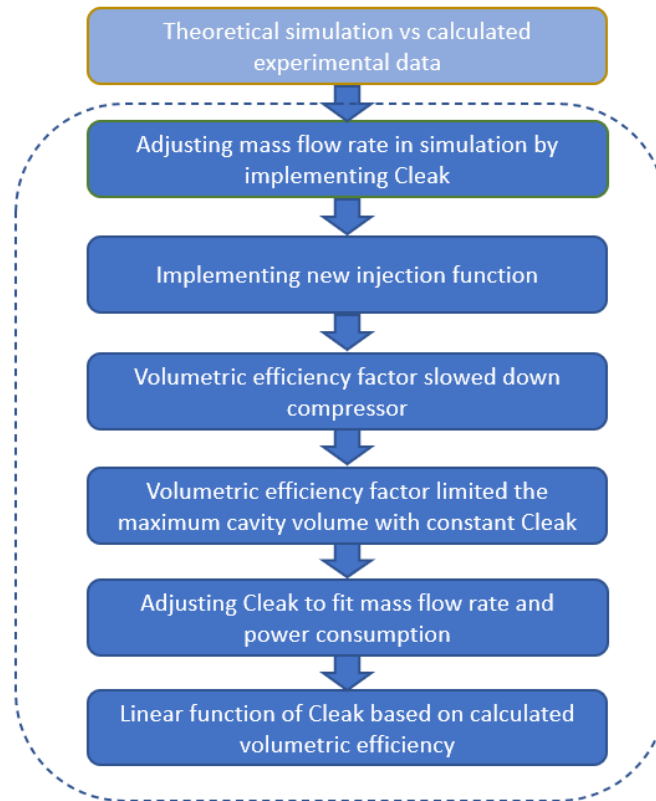 Theoretical simulation vs calculated
experimental data
Adjusting mass flow rate in simulation by
implementing Cleak
Implementing new injection function
Volumetric efficiency factor slowed down
compressor
Volumetric efficiency factor limited the
maximum cavity volume with constant Cleak
Adjusting Cleak to fit mass flow rate and
power consumption
Linear function of Cleak based on calculated
volumetric efficiency